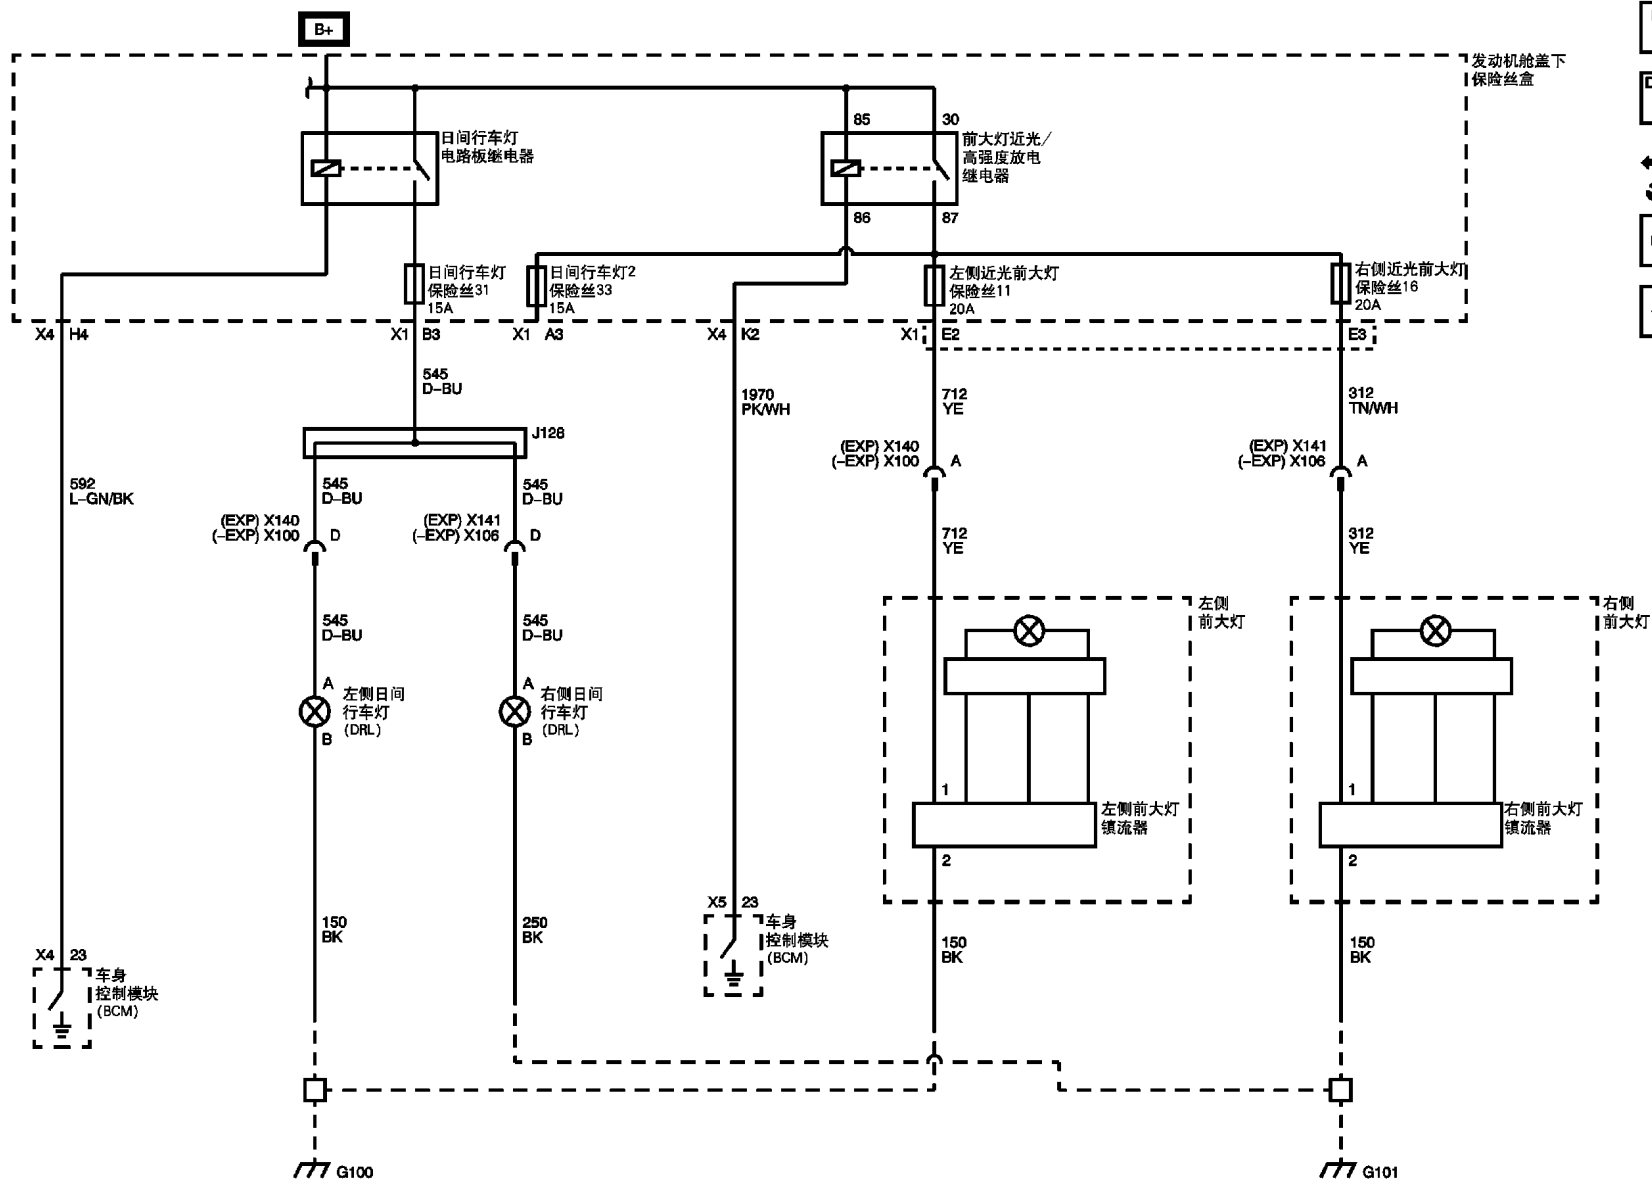 B+
发动机舱盖下
保险丝盒
日间行车灯
电路板继电器
85
30
前大灯近光/
高强度放电
继电器
86
87
日间行车灯
保险丝31
15A
日间行车灯2
保险丝33
15A
左侧近光前大灯
保险丝11
20A
右侧近光前大灯
保险丝16
20A
X4 H4
X1 B3
X1 A3
X4 K2
X1 E2
E3
545
D-BU
1970
PK/WH
712
YE
312
TN/WH
J128
(EXP) X140
(-EXP) X100 A
(EXP) X141
(-EXP) X106 A
592
L-GN/BK
545
D-BU
545
D-BU
(EXP) X140
(-EXP) X100 D
(EXP) X141
(-EXP) X106 D
712
YE
312
YE
545
D-BU
545
D-BU
左侧
前大灯
右侧
前大灯
A
左侧日间
行车灯
(DRL)
B
A
右侧日间
行车灯
(DRL)
B
1
左侧前大灯
镇流器
2
1
右侧前大灯
镇流器
2
150
BK
250
BK
X5 23
车身
控制模块
(BCM)
150
BK
150
BK
X4 23
车身
控制模块
(BCM)
G100
G101